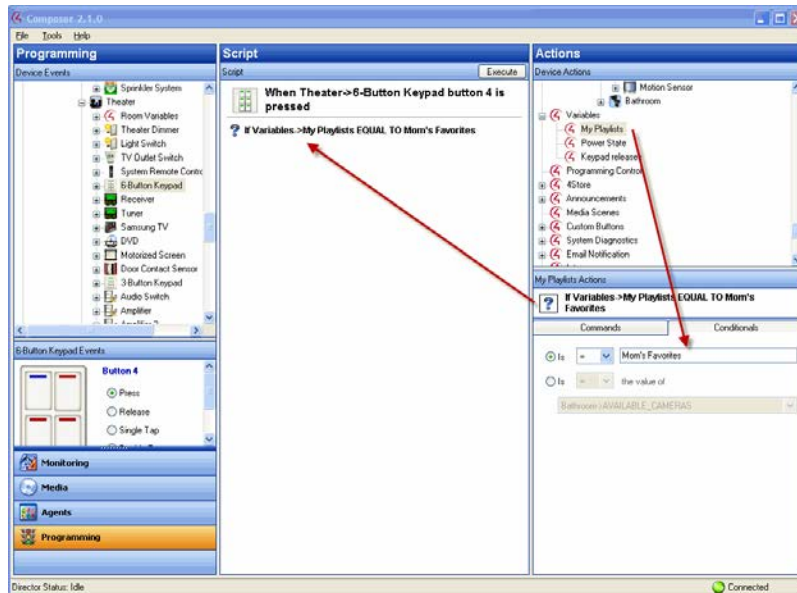 Composer 2.1.0
File Tools Help
Programming
Device Events
Sprinkler System
Theater
Room Variables
Theater Dimmer
Light Switch
TV Outlet Switch
System Remote Contrc
6-Button Keypad
Receiver
Tuner
Samsung TV
DVD
Motorized Screen
Door Contact Sensor
3 Button Keypad
Audio Switch
Amplifier
6-Button Keypad Events
Button 4
Press
Release
Single Tap
Monitoring
Media
Agents
Programming
Script
Script Execute
When Theater->6-Button Keypad button 4 is
pressed
? If Variables->My Playlists EQUAL TO Mom's Favorites
Actions
Device Actions
Motion Sensor
Bathroom
Variables
My Playlists
Power State
Keypad releases
Programming Control
4Store
Announcements
Media Scenes
Custom Buttons
System Diagnostics
Email Notification
My Playlists Actions
? If Variables->My Playlists EQUAL TO Mom's
Favorites
Commands Conditionals
Is = Mom's Favorites
Is = the value of
Bathroom::AVAILABLE_CAMERAS
Director Status: Idle
Connected